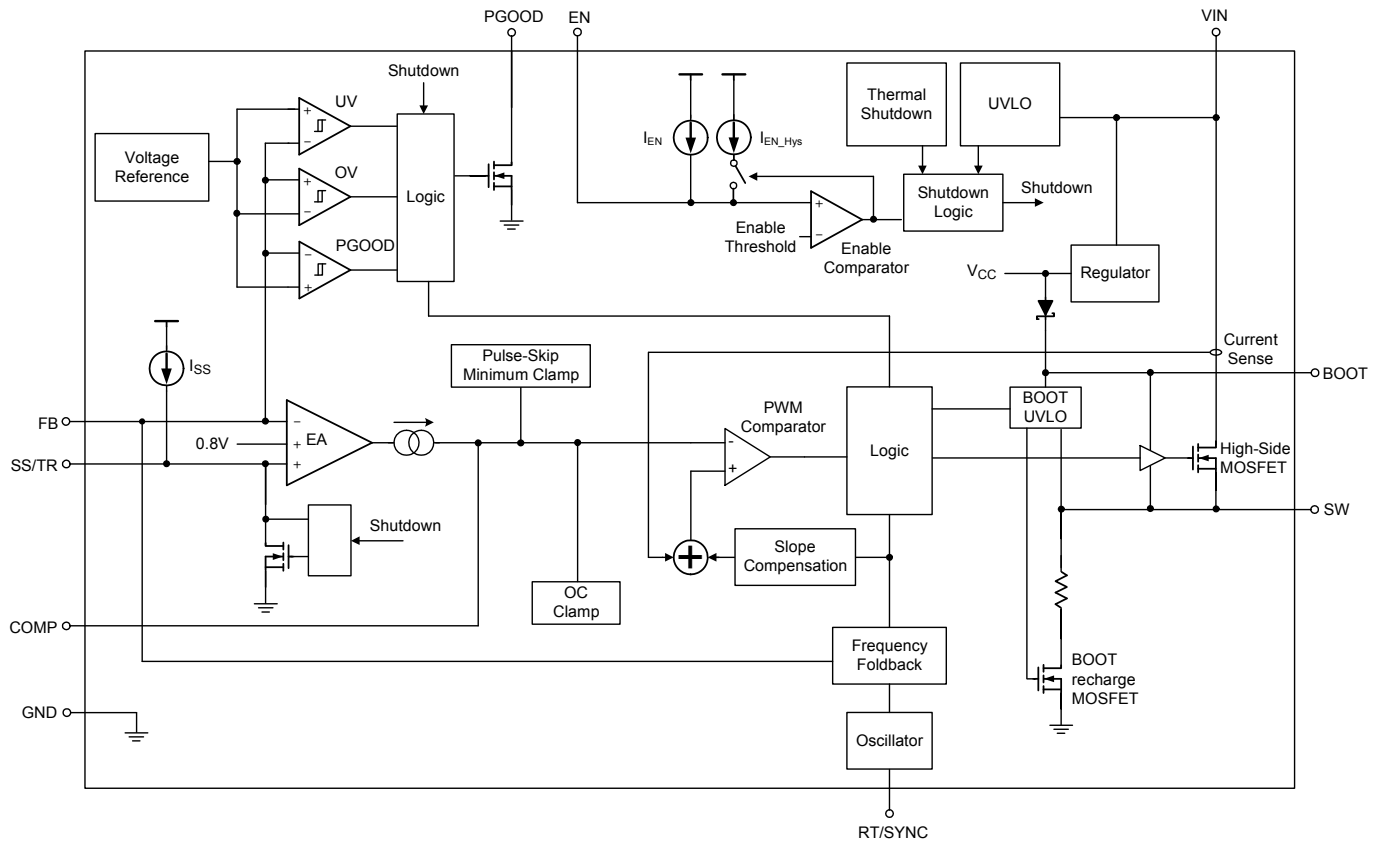 PGOOD
EN
VIN
Shutdown
UV
Voltage
Reference
OV
Logic
PGOOD
I_EN
I_EN_Hys
Thermal
Shutdown
UVLO
Shutdown
Logic
Shutdown
+
−
+
−
−
+
Enable
Threshold
+
−
Enable
Comparator
V_CC
Regulator
I_SS
Pulse-Skip
Minimum Clamp
Current
Sense
BOOT
BOOT
UVLO
FB
0.8V
SS/TR
−
+
+
EA
PWM
Comparator
-
+
Logic
High-Side
MOSFET
SW
Shutdown
+
Slope
Compensation
OC
Clamp
COMP
Frequency
Foldback
BOOT
recharge
MOSFET
GND
Oscillator
RT/SYNC